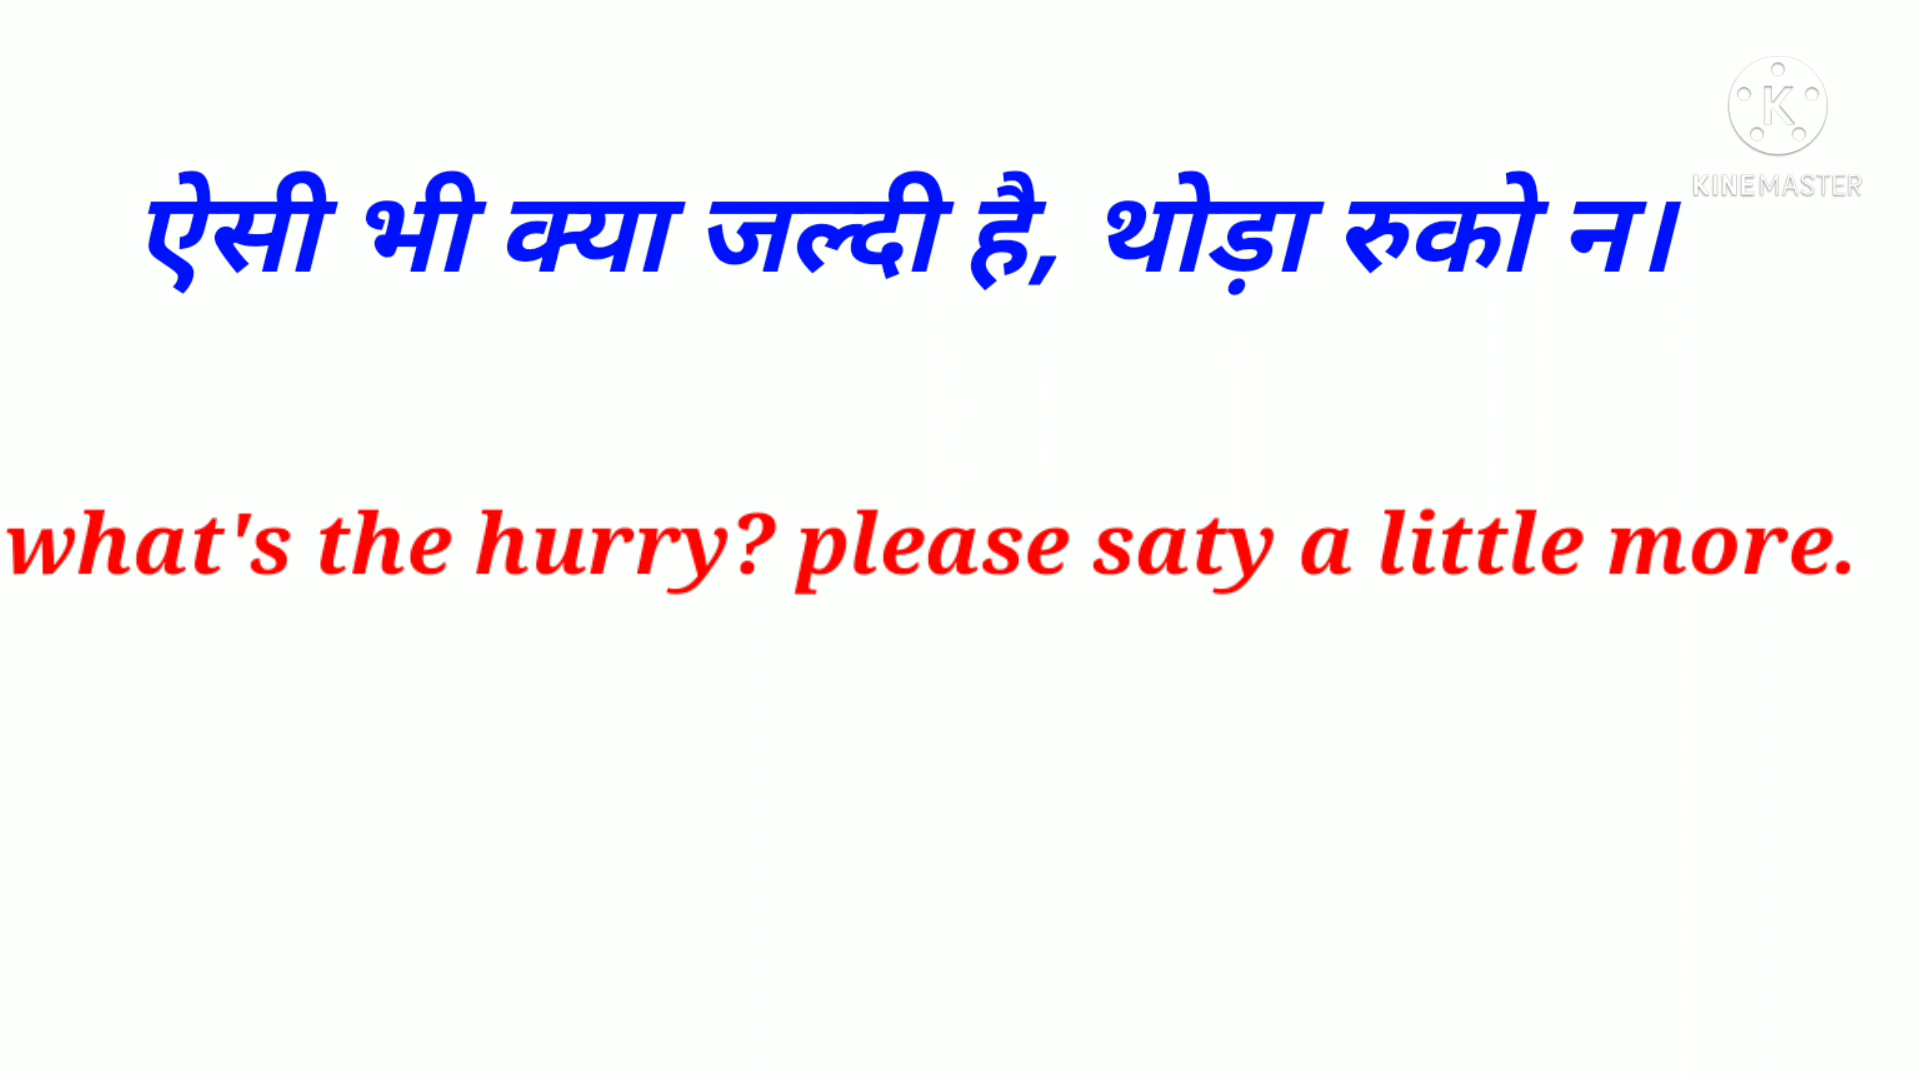 KINEMASTER
ऐसी भी क्या जल्दी है, थोड़ा रुको न।
what's the hurry? please saty a little more.